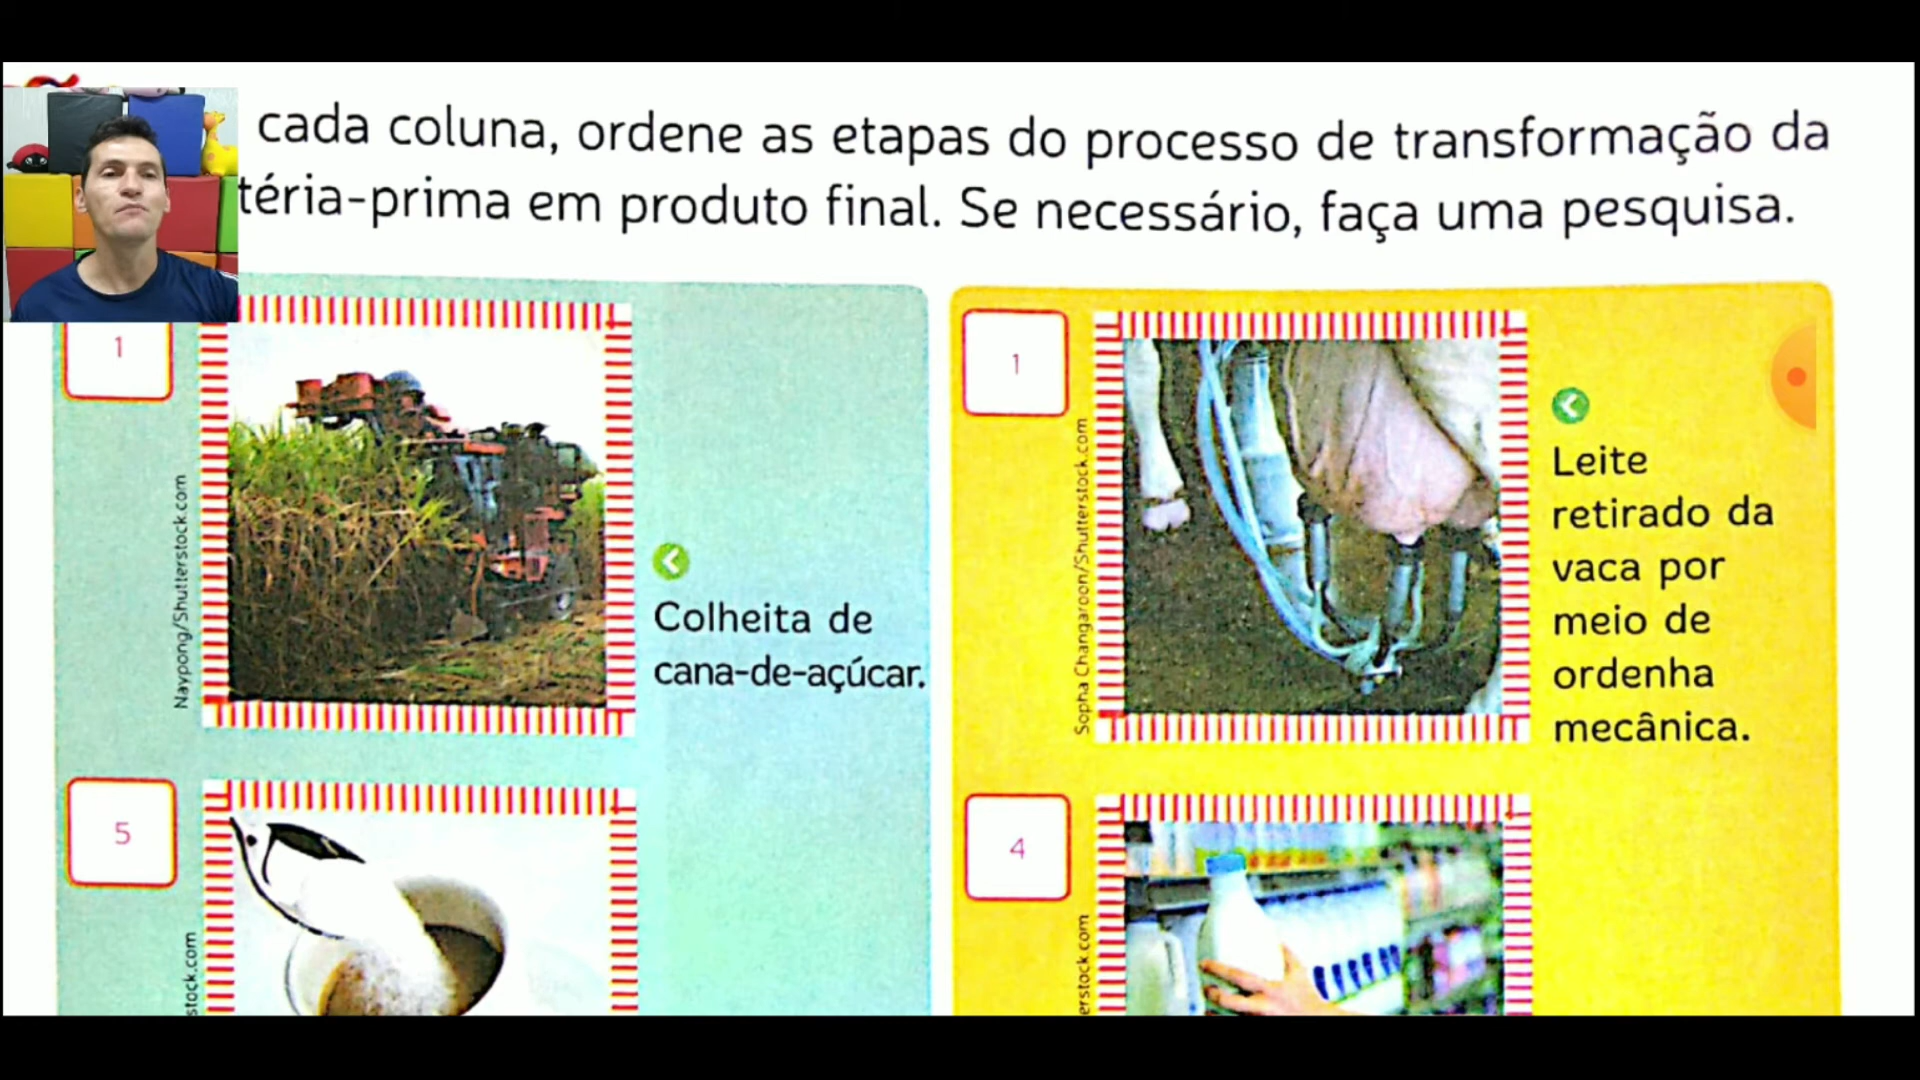 cada coluna, ordene as etapas do processo de transformação da
téria-prima em produto final. Se necessário, faça uma pesquisa.
1
Naypong/Shutterstock.com
Colheita de
cana-de-açúcar.
5
stock.com
1
Sopha Changaroon/Shutterstock.com
Leite
retirado da
vaca por
meio de
ordenha
mecânica.
4
erstock.com